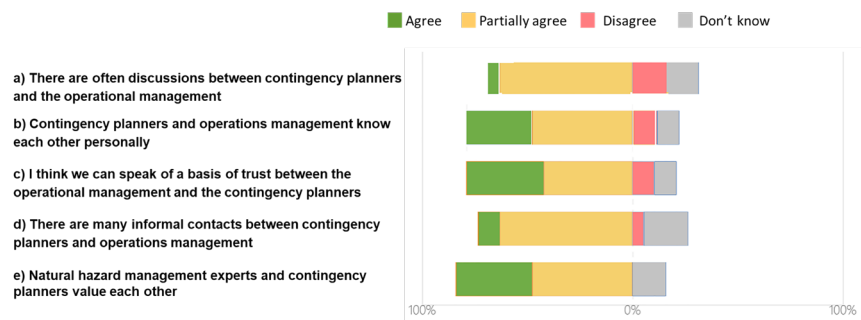 Agree Partially agree Disagree Don't know
a) There are often discussions between contingency planners
and the operational management
b) Contingency planners and operations management know
each other personally
c) I think we can speak of a basis of trust between the
operational management and the contingency planners
d) There are many informal contacts between contingency
planners and operations management
e) Natural hazard management experts and contingency
planners value each other
100% 0% 100%